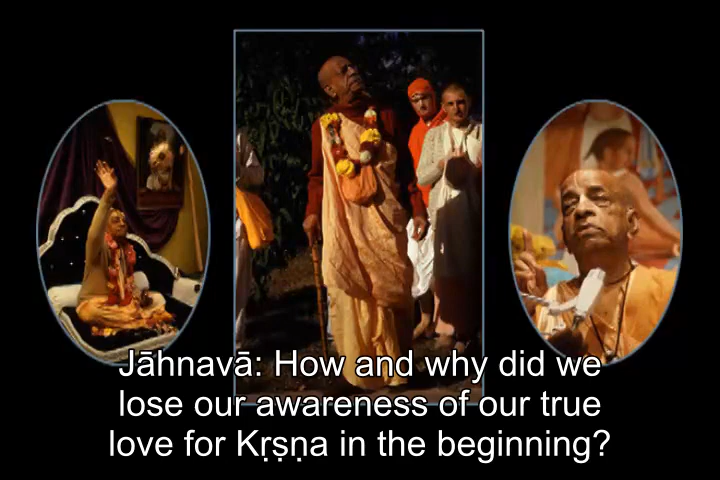 Jāhnavā: How and why did we
lose our awareness of our true
love for Kṛṣṇa in the beginning?